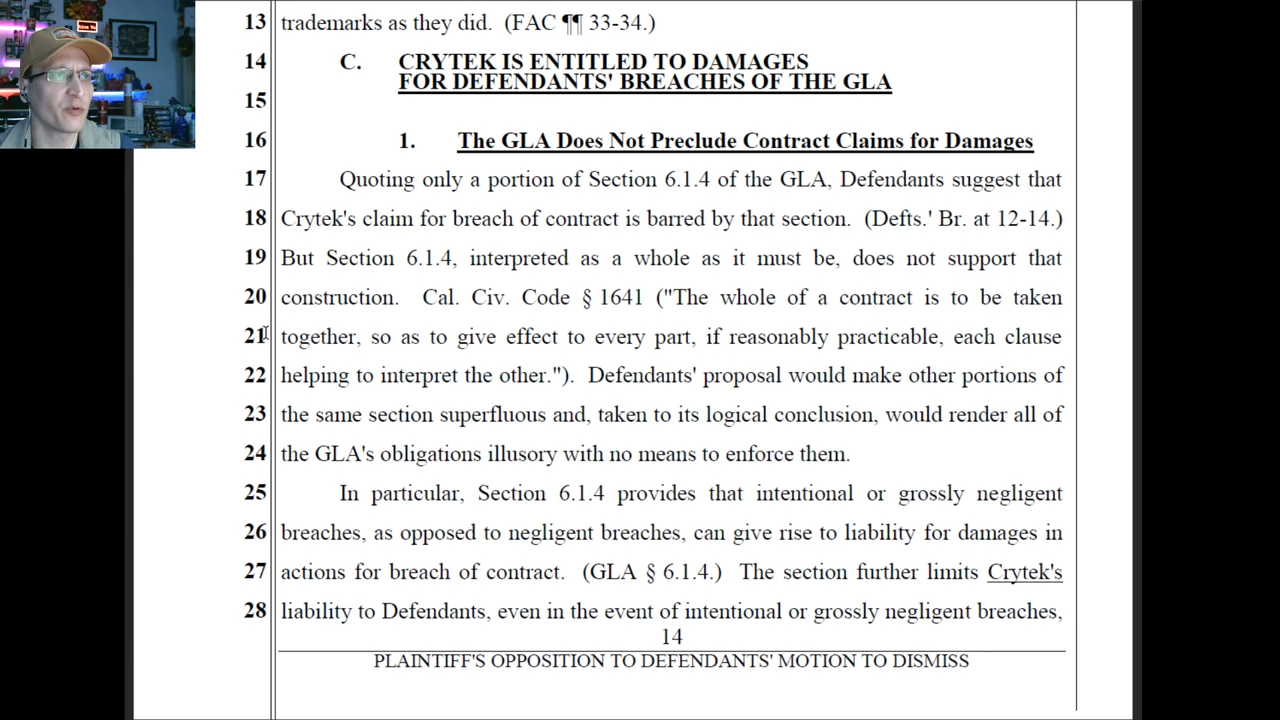 13 trademarks as they did. (FAC ¶¶ 33-34.)
14 C. CRYTEK IS ENTITLED TO DAMAGES
FOR DEFENDANTS' BREACHES OF THE GLA
15
16 1. The GLA Does Not Preclude Contract Claims for Damages
17 Quoting only a portion of Section 6.1.4 of the GLA, Defendants suggest that
18 Crytek's claim for breach of contract is barred by that section. (Defts.' Br. at 12-14.)
19 But Section 6.1.4, interpreted as a whole as it must be, does not support that
20 construction. Cal. Civ. Code § 1641 ("The whole of a contract is to be taken
21 together, so as to give effect to every part, if reasonably practicable, each clause
22 helping to interpret the other."). Defendants' proposal would make other portions of
23 the same section superfluous and, taken to its logical conclusion, would render all of
24 the GLA's obligations illusory with no means to enforce them.
25 In particular, Section 6.1.4 provides that intentional or grossly negligent
26 breaches, as opposed to negligent breaches, can give rise to liability for damages in
27 actions for breach of contract. (GLA § 6.1.4.) The section further limits Crytek's
28 liability to Defendants, even in the event of intentional or grossly negligent breaches,
14
PLAINTIFF'S OPPOSITION TO DEFENDANTS' MOTION TO DISMISS